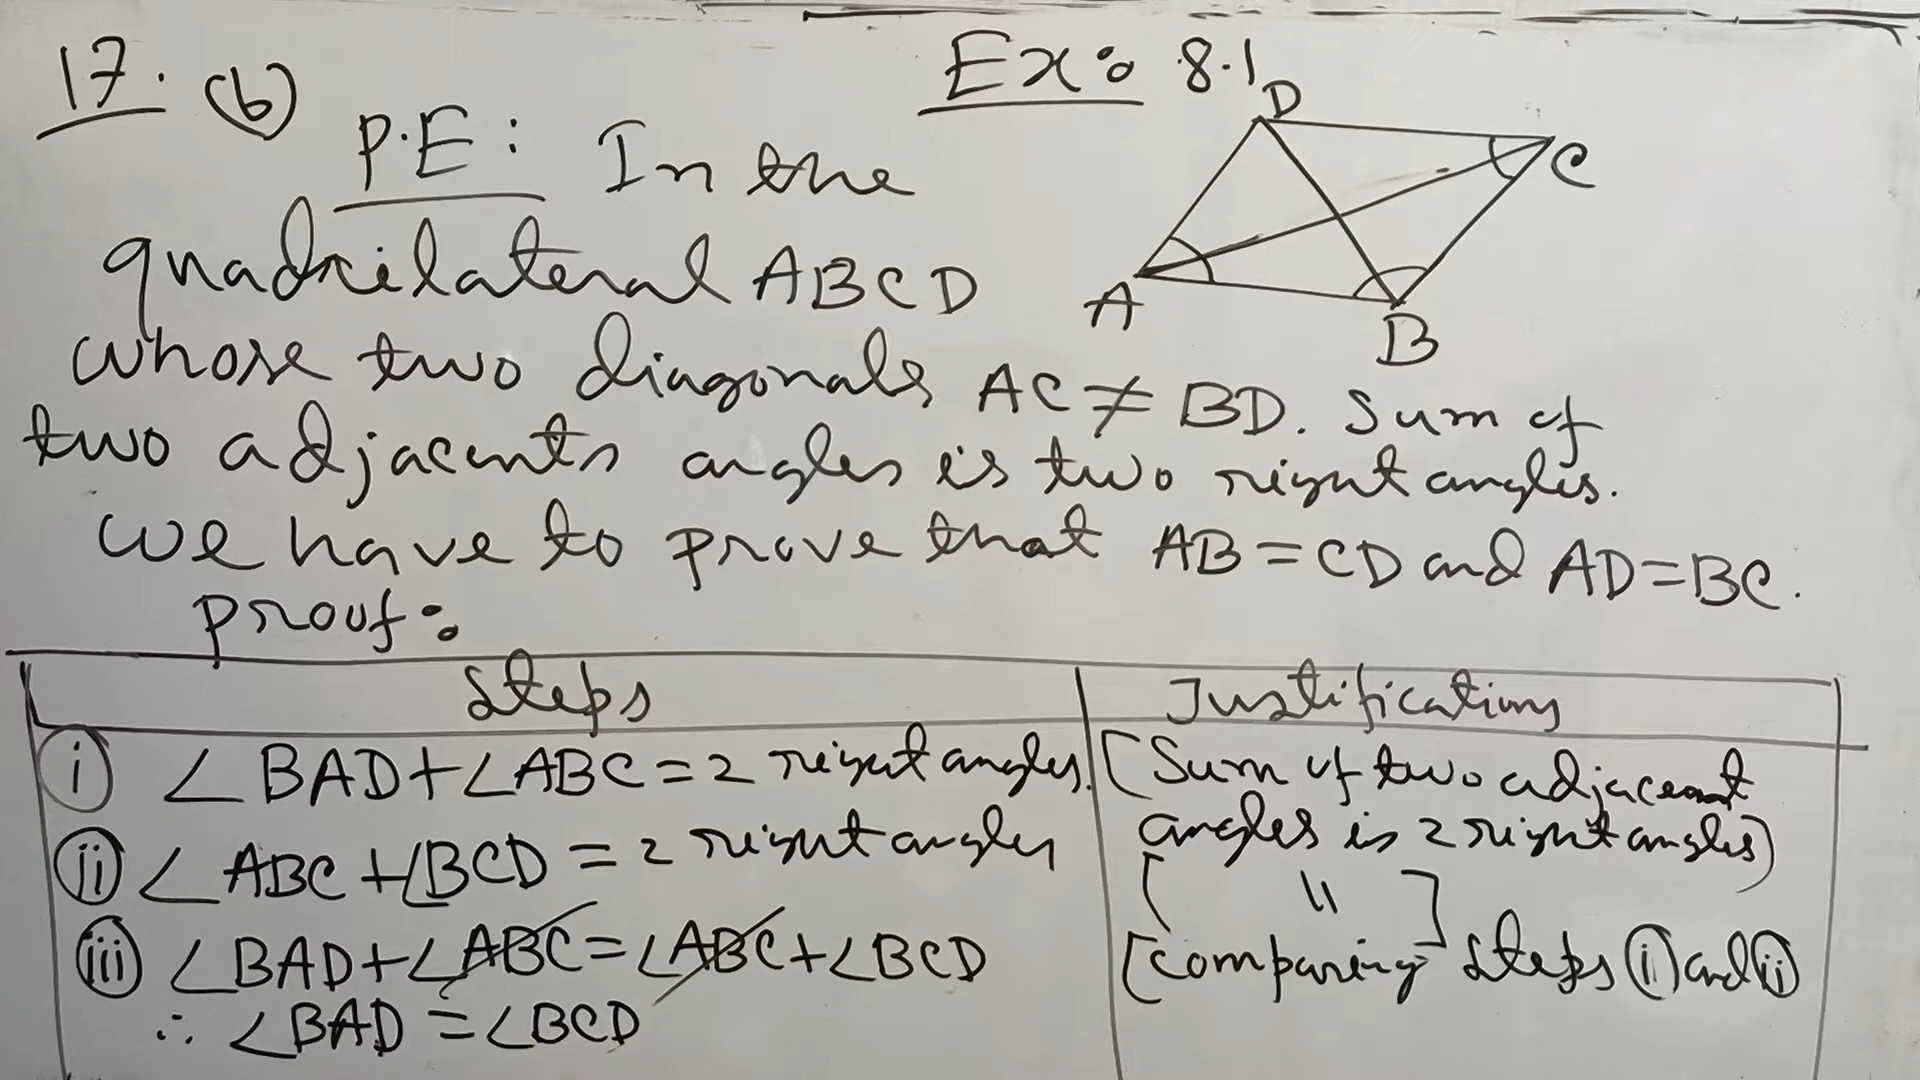 17. (b)
Ex: 8.1
P.E: In the
quadrilateral ABCD
whose two diagonals AC ≠ BD. Sum of
two adjacents angles is two right angles.
We have to prove that AB = CD and AD = BC.
Proof:
D
C
A
B
Steps
Justifications
(i) ∠BAD + ∠ABC = 2 right angles.
[Sum of two adjacent
angles is 2 right angles)
(ii) ∠ABC + ∠BCD = 2 right angles
[ 〃 ]
(iii) ∠BAD + ∠ABC = ∠ABC + ∠BCD
[comparing steps (i) and (ii)
∴ ∠BAD = ∠BCD